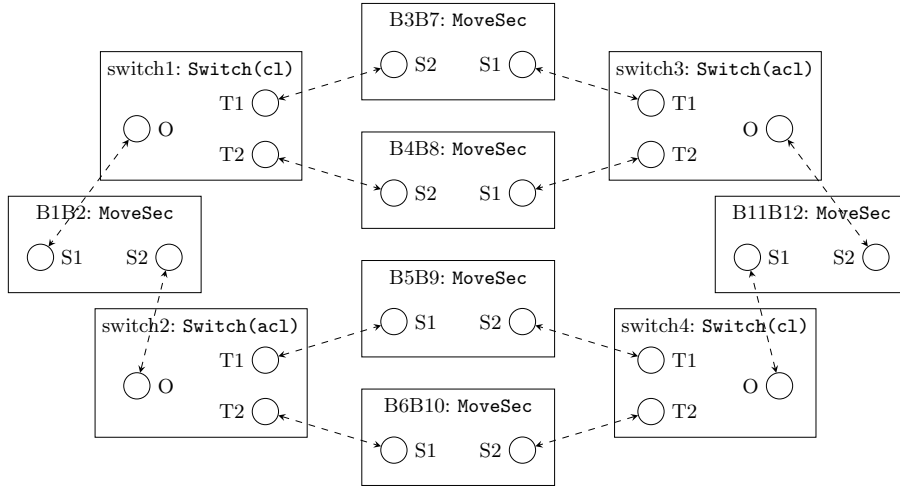 B3B7: MoveSec
S2 S1
switch1: Switch(cl)
T1
O
T2
switch3: Switch(acl)
T1
O
T2
B4B8: MoveSec
S2 S1
B1B2: MoveSec
S1 S2
B11B12: MoveSec
S1 S2
B5B9: MoveSec
S1 S2
switch2: Switch(acl)
T1
O
T2
switch4: Switch(cl)
T1
O
T2
B6B10: MoveSec
S1 S2